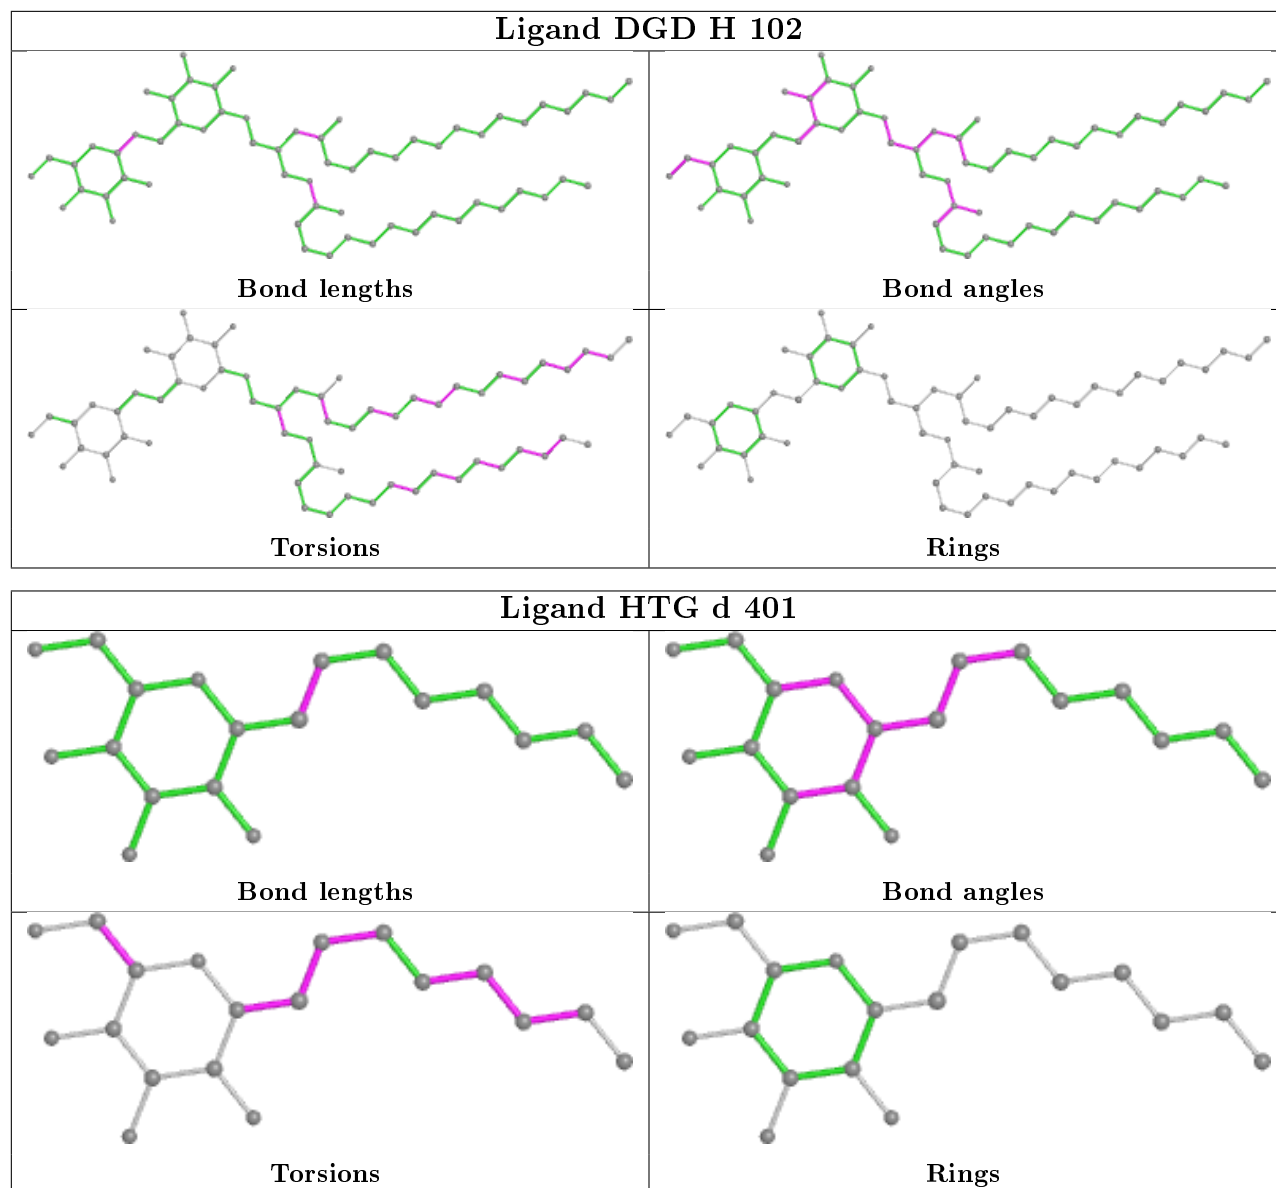 Ligand DGD H 102
Bond lengths
Bond angles
Torsions
Rings
Ligand HTG d 401
Bond lengths
Bond angles
Torsions
Rings